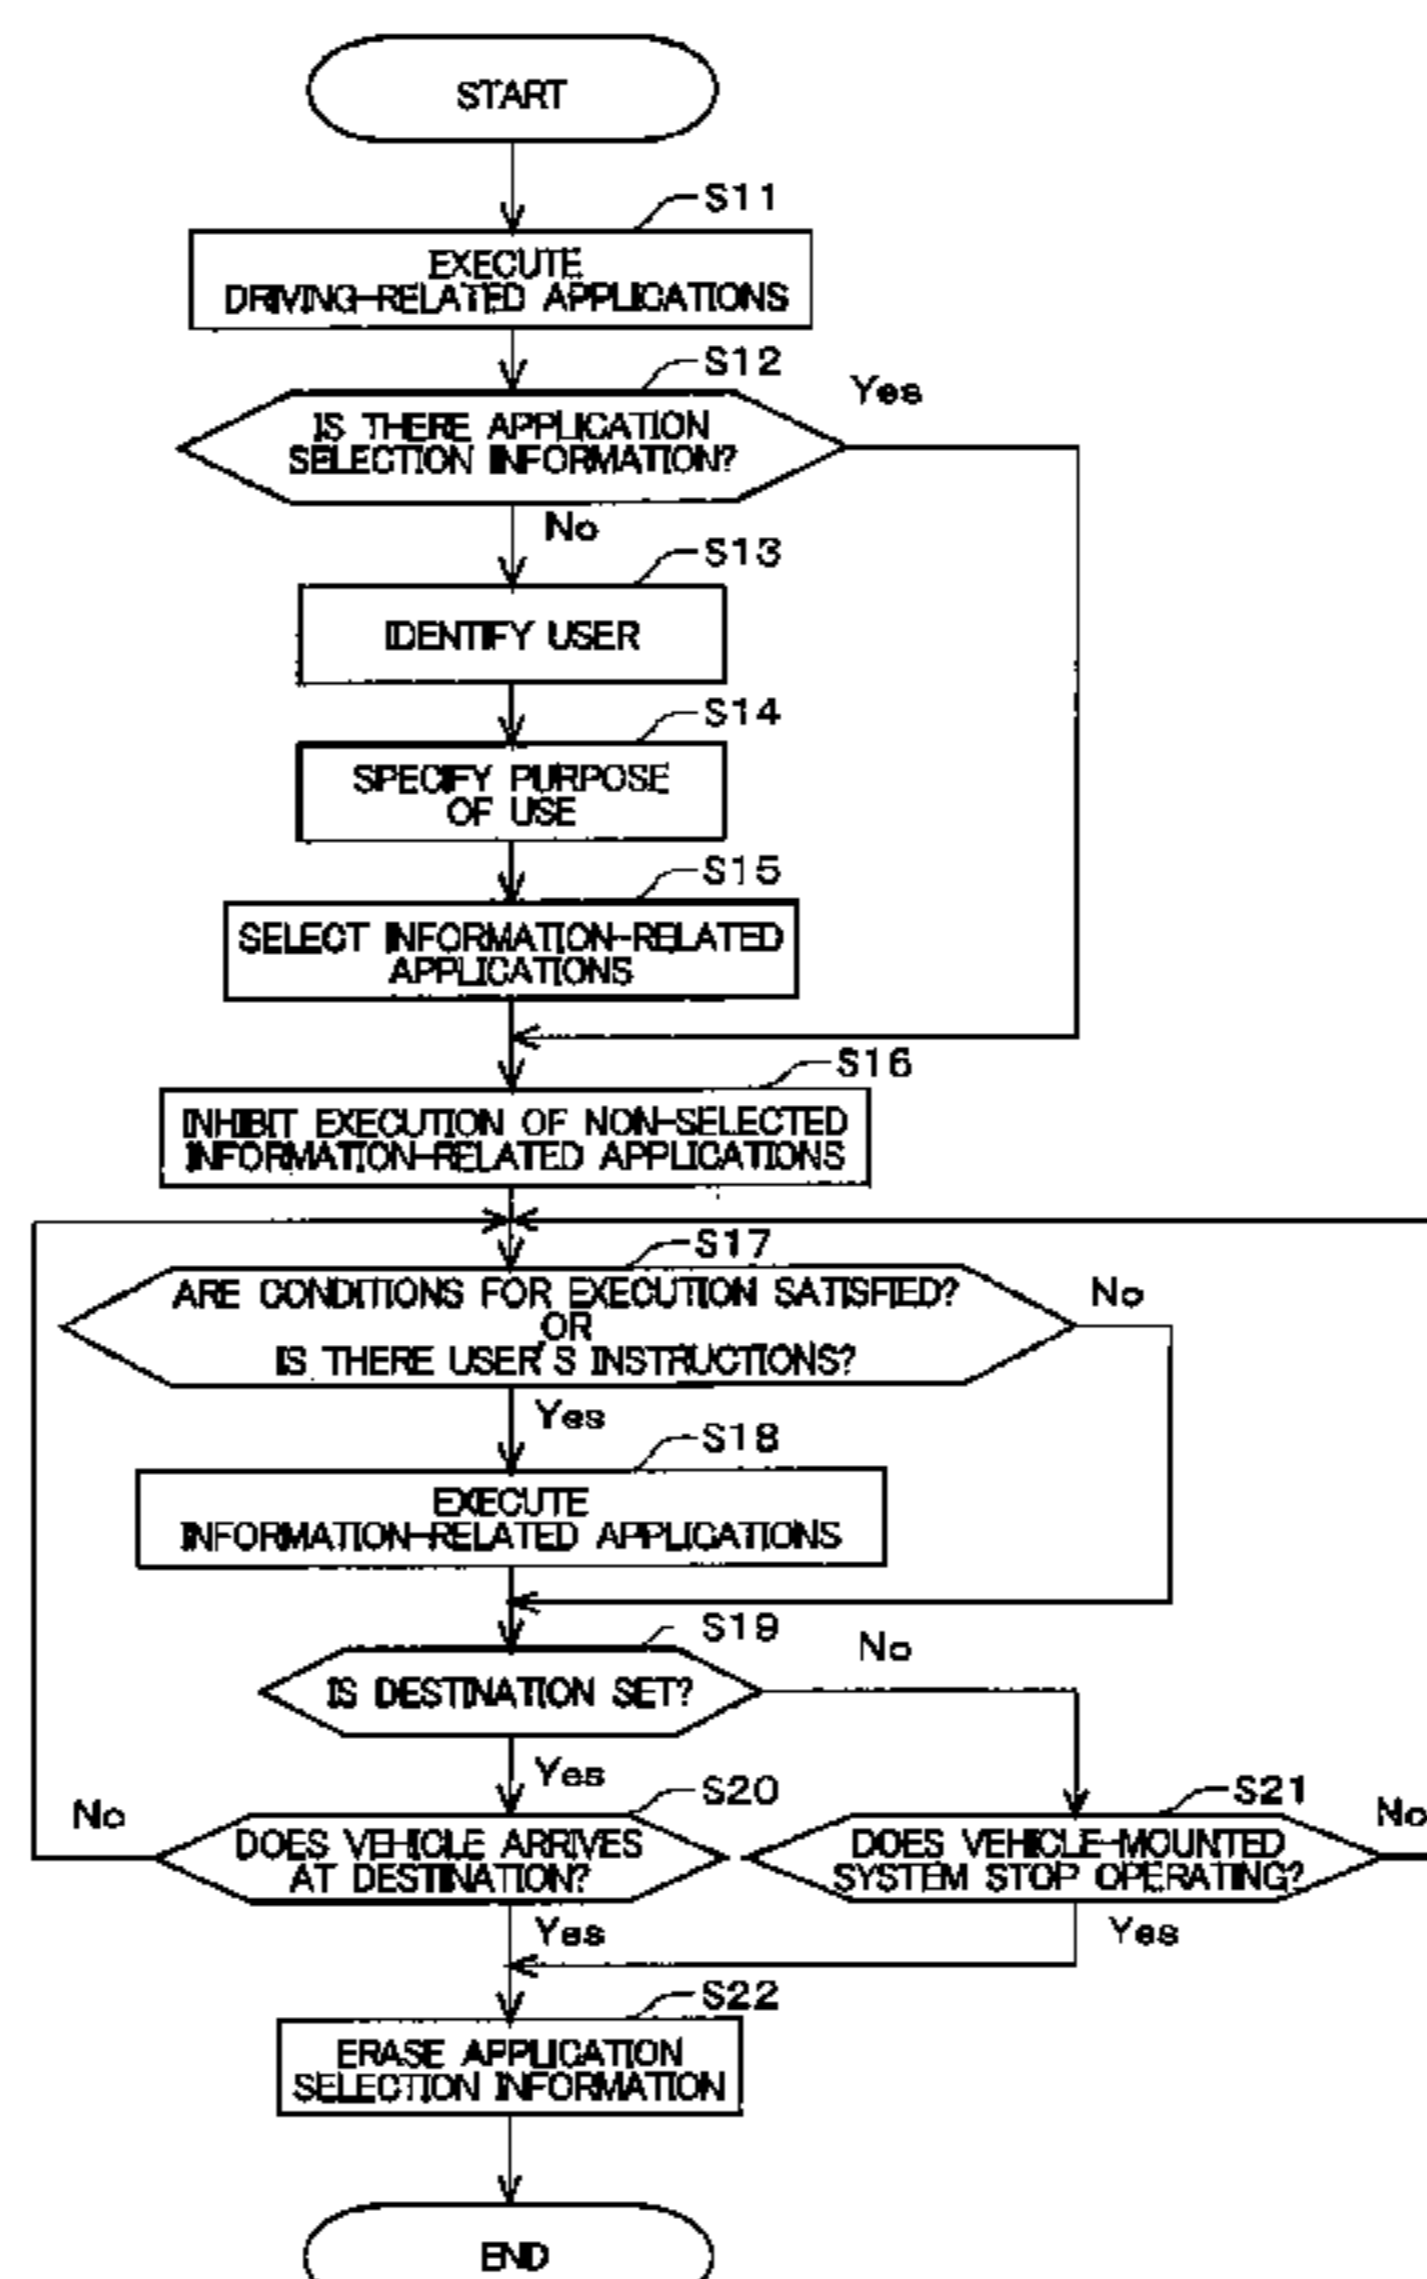 START
S11
EXECUTE
DRIVING-RELATED APPLICATIONS
S12
Yes
IS THERE APPLICATION
SELECTION INFORMATION?
No
S13
IDENTIFY USER
S14
SPECIFY PURPOSE
OF USE
S15
SELECT INFORMATION-RELATED
APPLICATIONS
S16
INHIBIT EXECUTION OF NON-SELECTED
INFORMATION-RELATED APPLICATIONS
S17
ARE CONDITIONS FOR EXECUTION SATISFIED?
OR
IS THERE USER'S INSTRUCTIONS?
No
Yes
S18
EXECUTE
INFORMATION-RELATED APPLICATIONS
S19
No
IS DESTINATION SET?
Yes
S20
S21
No
No
DOES VEHICLE ARRIVES
AT DESTINATION?
DOES VEHICLE-MOUNTED
SYSTEM STOP OPERATING?
Yes
Yes
S22
ERASE APPLICATION
SELECTION INFORMATION
END